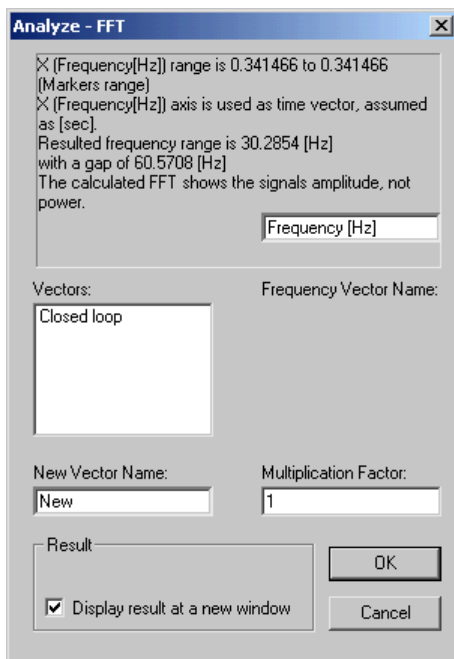 Analyze - FFT
X (Frequency[Hz]) range is 0.341466 to 0.341466
(Markers range)
X (Frequency[Hz]) axis is used as time vector, assumed
as [sec].
Resulted frequency range is 30.2854 [Hz]
with a gap of 60.5708 [Hz]
The calculated FFT shows the signals amplitude, not
power.
Frequency [Hz]
Vectors:
Frequency Vector Name:
Closed loop
New Vector Name:
Multiplication Factor:
New
1
Result
OK
Display result at a new window
Cancel